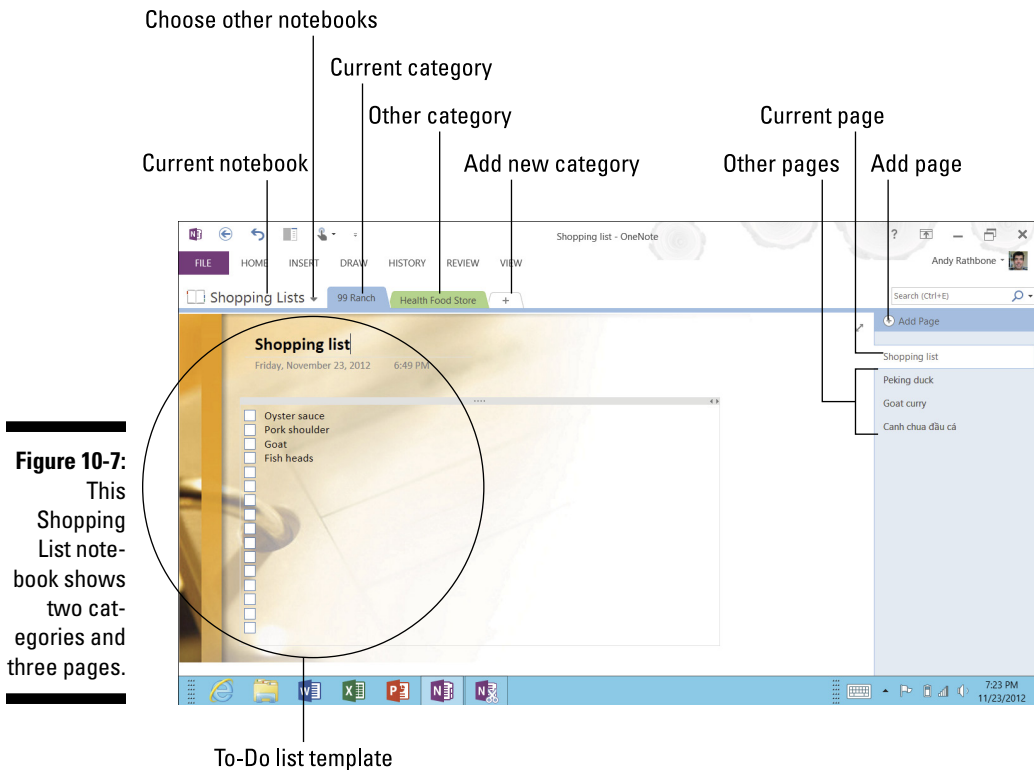 Choose other notebooks
Current category
Other category
Current page
Current notebook
Add new category
Other pages
Add page
Shopping list - OneNote
?
FILE
HOME
INSERT
DRAW
HISTORY
REVIEW
VIEW
Andy Rathbone
Shopping Lists
99 Ranch
Health Food Store
+
Search (Ctrl+E)
Add Page
Shopping list
Friday, November 23, 2012 6:49 PM
Shopping list
Peking duck
Goat curry
Canh chua đầu cá
Oyster sauce
Pork shoulder
Goat
Fish heads
Figure 10-7:
This
Shopping
List note-
book shows
two cat-
egories and
three pages.
7:23 PM
11/23/2012
To-Do list template